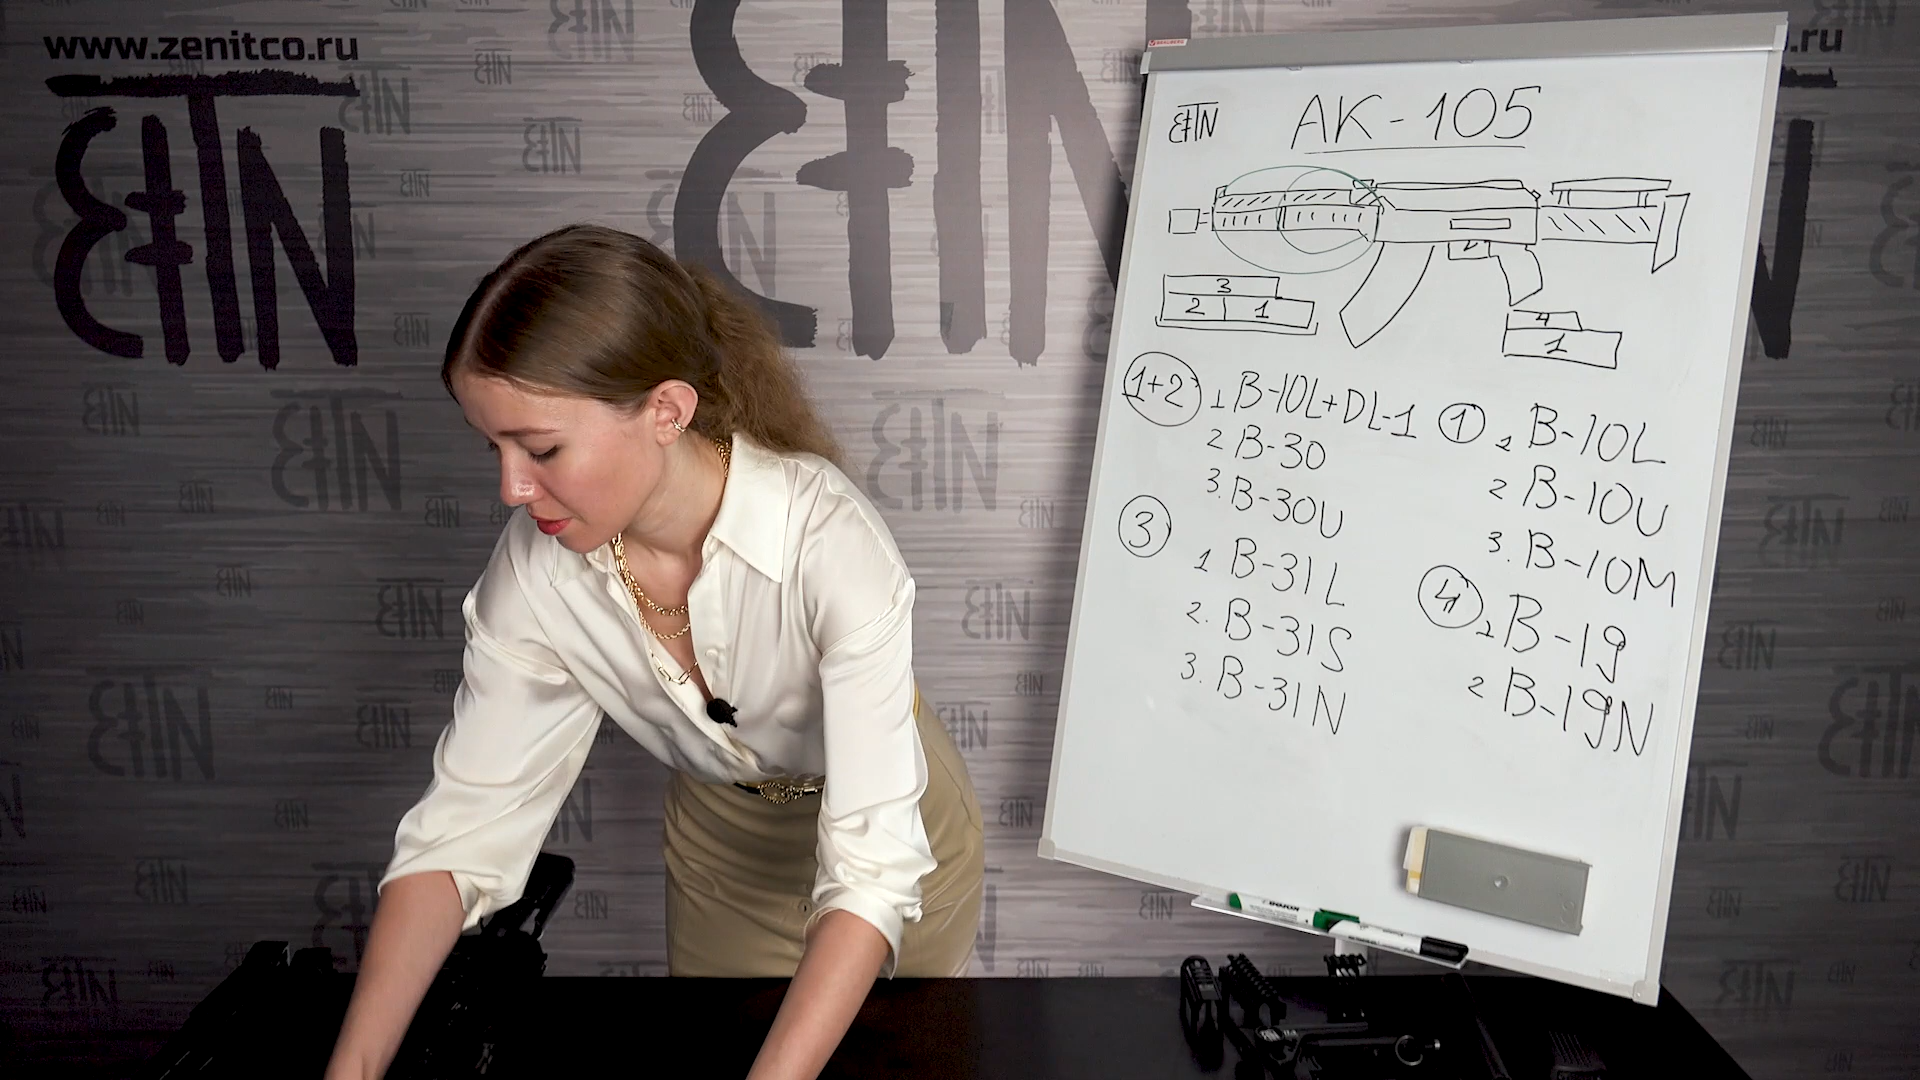 www.zenitco.ru
.ru
AK-105
3
2 1
4
1
1+2
1 B-10L+DL-1
2 B-30
3. B-30U
1
1 B-10L
2 B-10U
3. B-10M
3
1 B-31L
2. B-31S
3. B-31N
4
1 B-19
2 B-19N